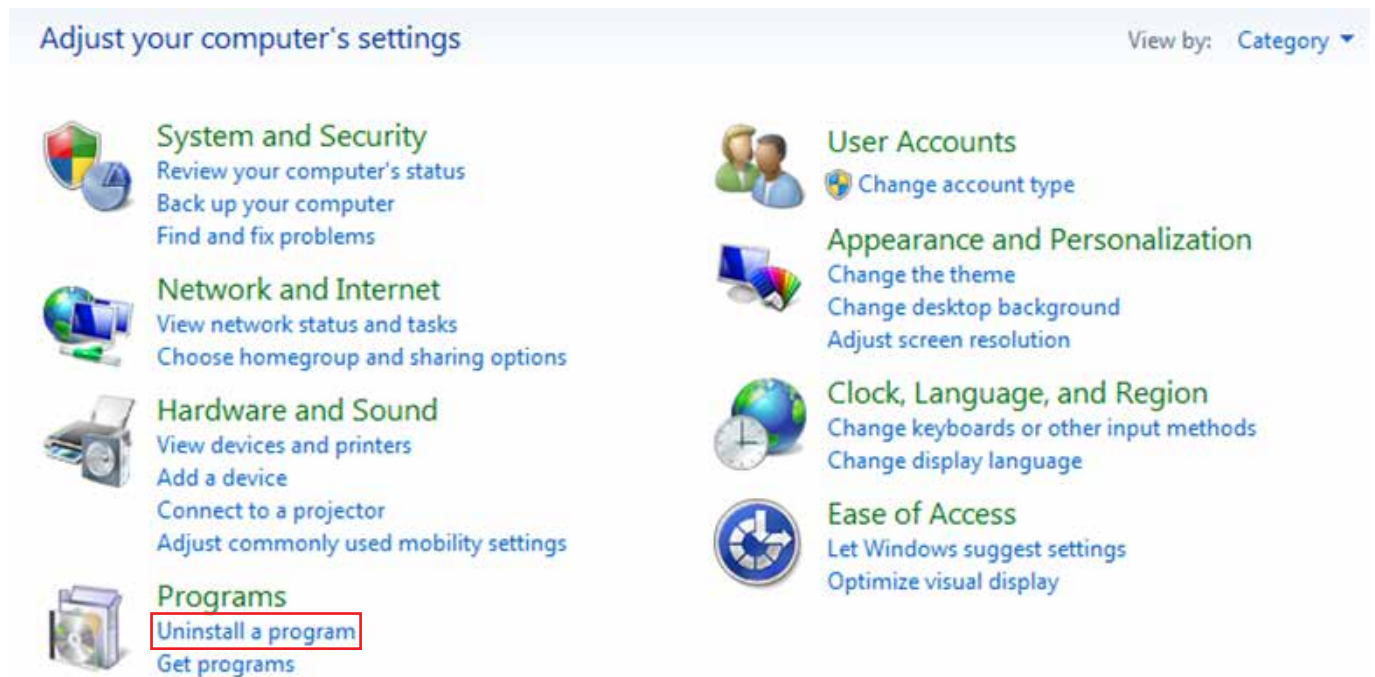 Adjust your computer's settings
View by: Category
System and Security
Review your computer's status
Back up your computer
Find and fix problems
Network and Internet
View network status and tasks
Choose homegroup and sharing options
Hardware and Sound
View devices and printers
Add a device
Connect to a projector
Adjust commonly used mobility settings
Programs
Uninstall a program
Get programs
User Accounts
Change account type
Appearance and Personalization
Change the theme
Change desktop background
Adjust screen resolution
Clock, Language, and Region
Change keyboards or other input methods
Change display language
Ease of Access
Let Windows suggest settings
Optimize visual display